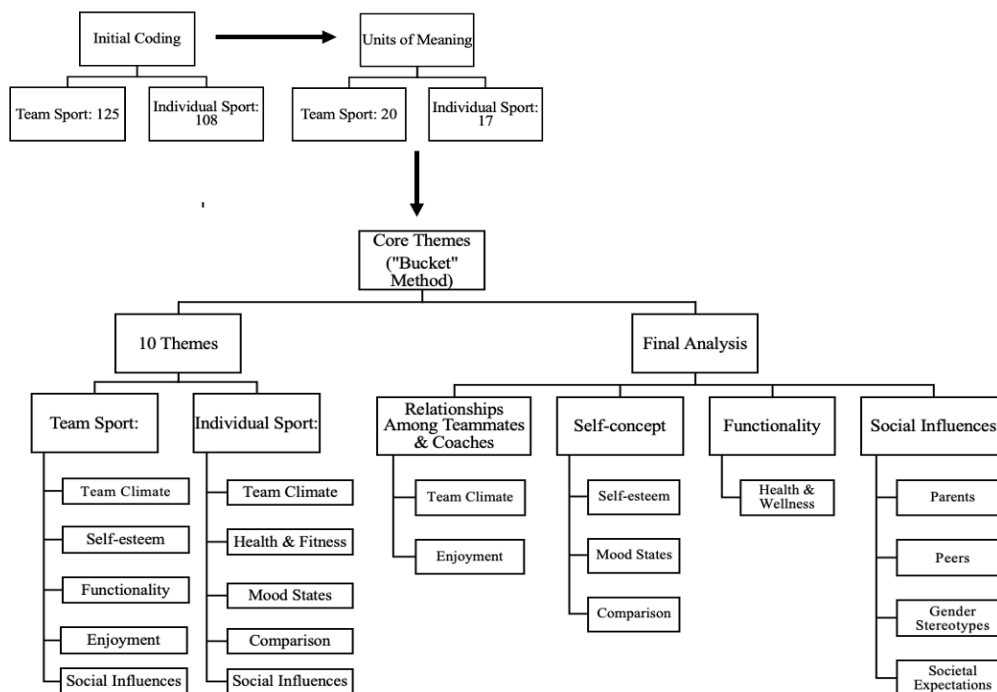 Initial Coding
Units of Meaning
Team Sport: 125
Individual Sport:
108
Team Sport: 20
Individual Sport:
17
Core Themes
("Bucket"
Method)
10 Themes
Final Analysis
Team Sport:
Individual Sport:
Relationships
Among Teammates
& Coaches
Self-concept
Functionality
Social Influences
Team Climate
Self-esteem
Functionality
Enjoyment
Social Influences
Team Climate
Health & Fitness
Mood States
Comparison
Social Influences
Team Climate
Enjoyment
Self-esteem
Mood States
Comparison
Health &
Wellness
Parents
Peers
Gender
Stereotypes
Societal
Expectations